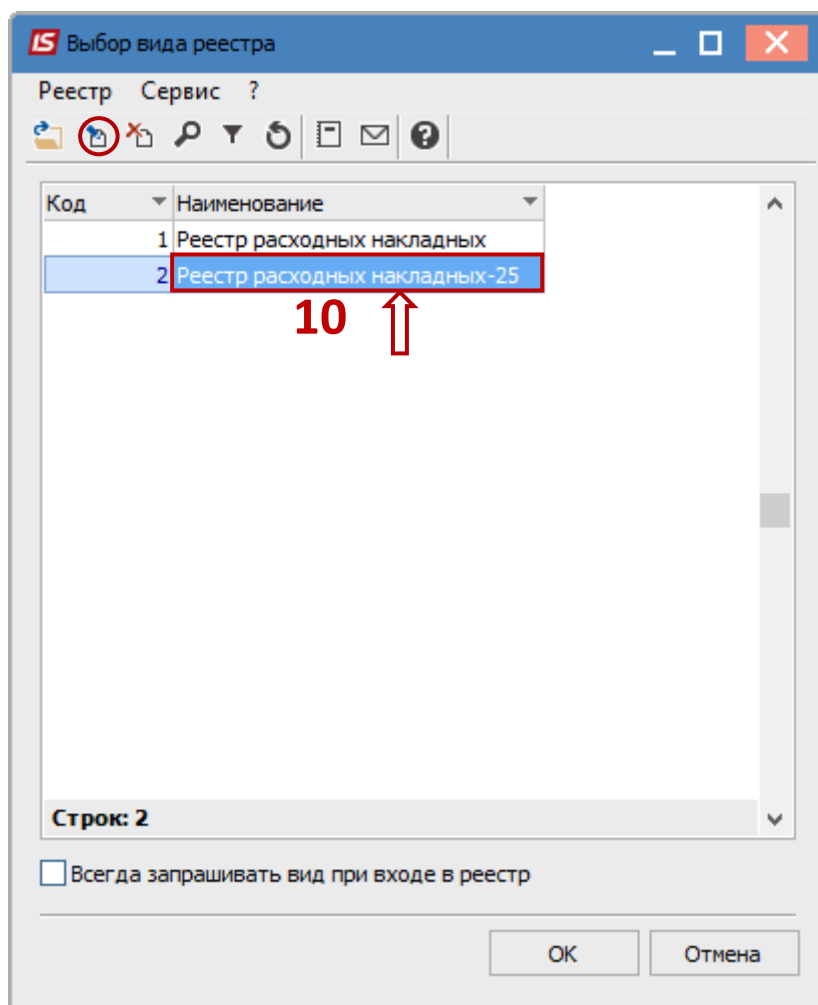 IS Выбор вида реестра
Реестр Сервис ?
Код Наименование
1 Реестр расходных накладных
2 Реестр расходных накладных-25
10
Строк: 2
Всегда запрашивать вид при входе в реестр
OK Отмена